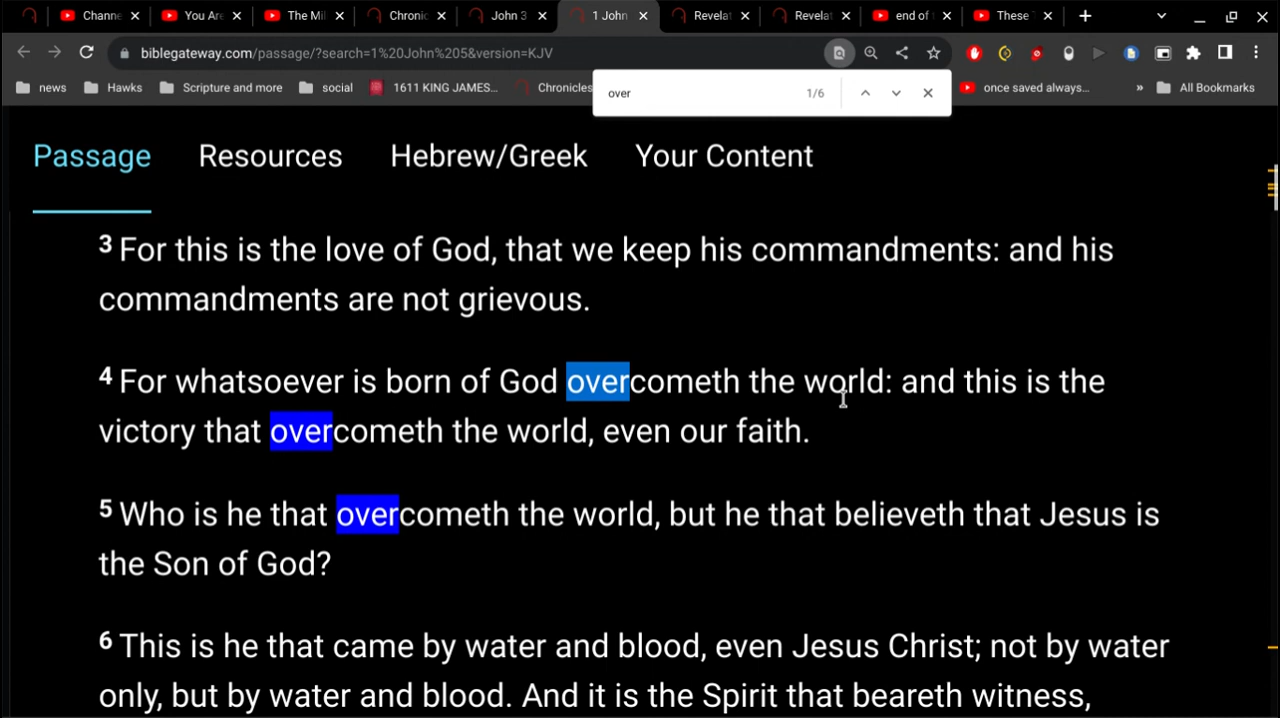 Channe
You Are
The Mil
Chronic
John 3
1 John
Revelat
Revelat
end of
These
biblegateway.com/passage/?search=1%20John%205&version=KJV
news
Hawks
Scripture and more
social
1611 KING JAMES...
Chronicles
over
1/6
once saved always...
»
All Bookmarks
Passage
Resources
Hebrew/Greek
Your Content
3 For this is the love of God, that we keep his commandments: and his
commandments are not grievous.
4 For whatsoever is born of God overcometh the world: and this is the
victory that overcometh the world, even our faith.
5 Who is he that overcometh the world, but he that believeth that Jesus is
the Son of God?
6 This is he that came by water and blood, even Jesus Christ; not by water
only, but by water and blood. And it is the Spirit that beareth witness,